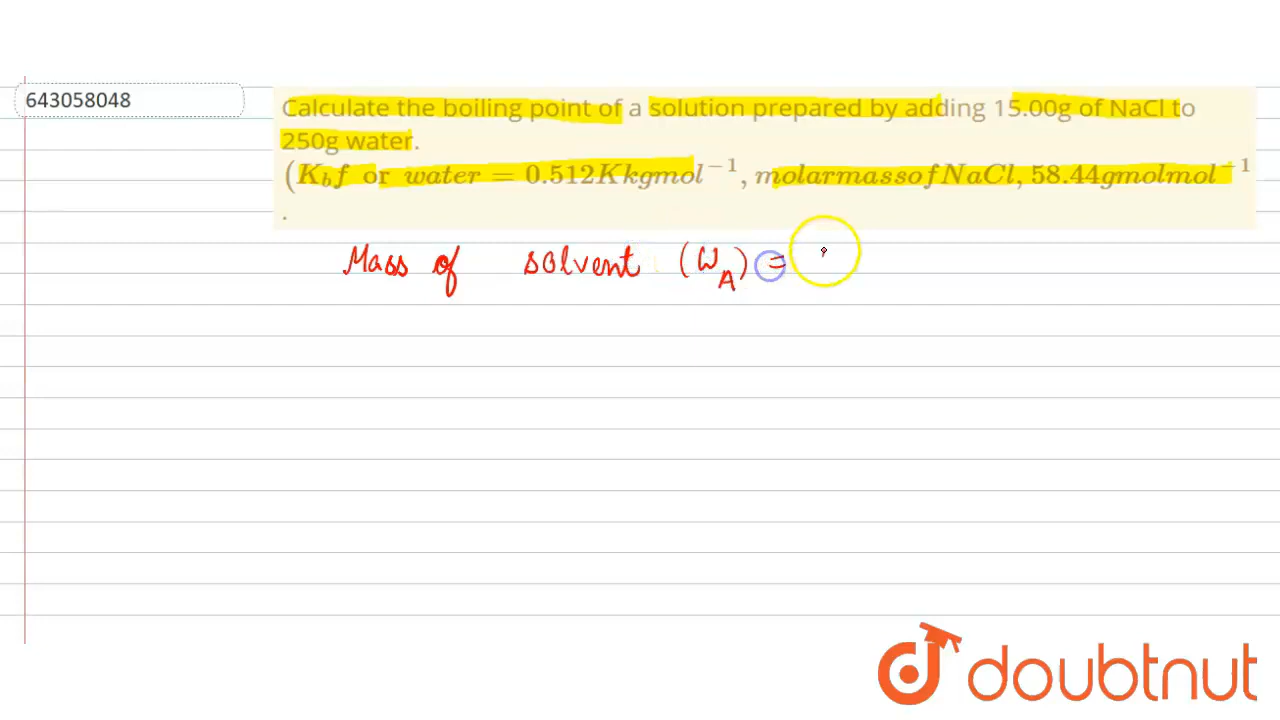 643058048
Calculate the boiling point of a solution prepared by adding 15.00g of NaCl to
250g water.
(K_b f or water = 0.512KkgmoL^{-1}, molarmassofNaCl, 58.44gmolmol^{-1}
.
Mass of solvent (W_A) =
doubtnut